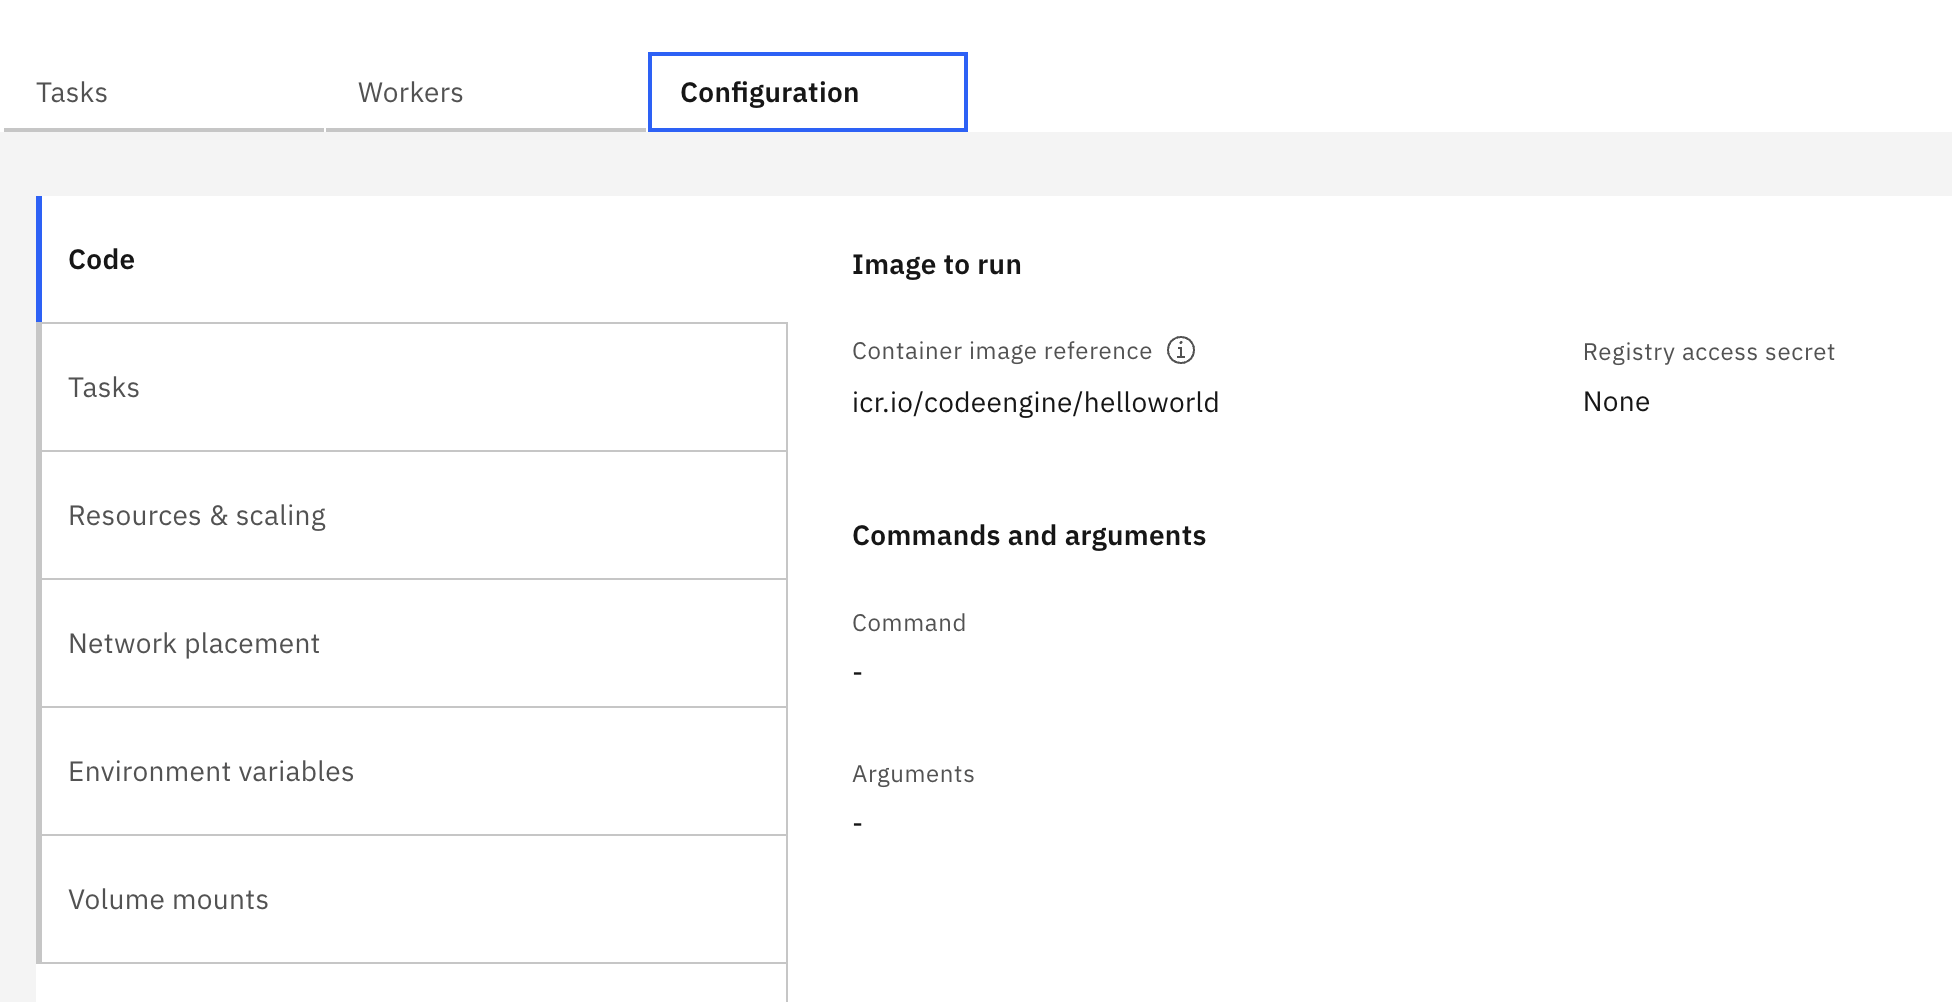 Tasks
Workers
Configuration
Code
Tasks
Resources & scaling
Network placement
Environment variables
Volume mounts
Image to run
Container image reference
Registry access secret
icr.io/codeengine/helloworld
None
Commands and arguments
Command
-
Arguments
-